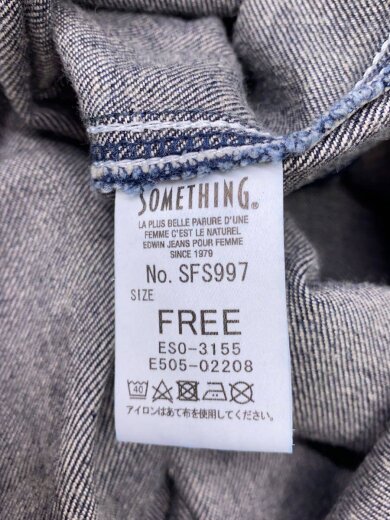 SOMETHING®
LA PLUS BELLE PARURE D'UNE
FEMME C'EST LE NATUREL
EDWIN JEANS POUR FEMME
SINCE 1979
No. SFS997
SIZE
FREE
ES0-3155
E505-02208
40
アイロンはあて布を使用してください。